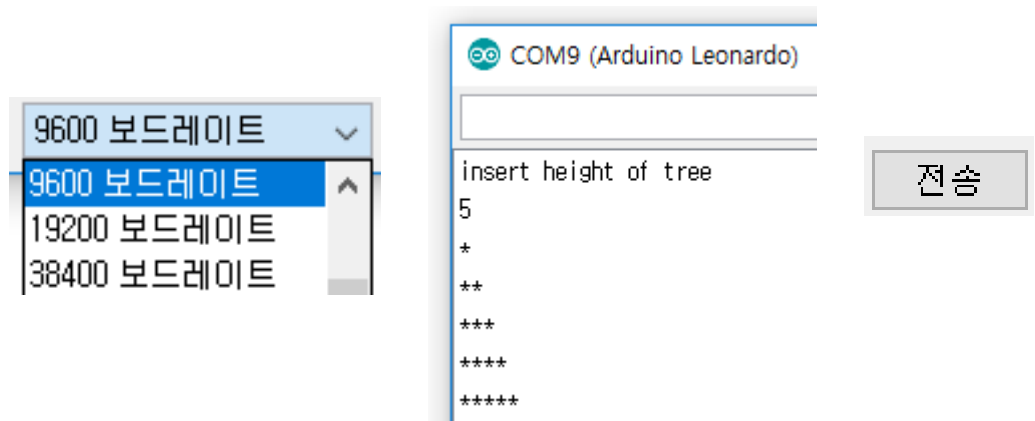 9600 보드레이트
9600 보드레이트
19200 보드레이트
38400 보드레이트
COM9 (Arduino Leonardo)
insert height of tree
5
*
**
***
****
*****
전송